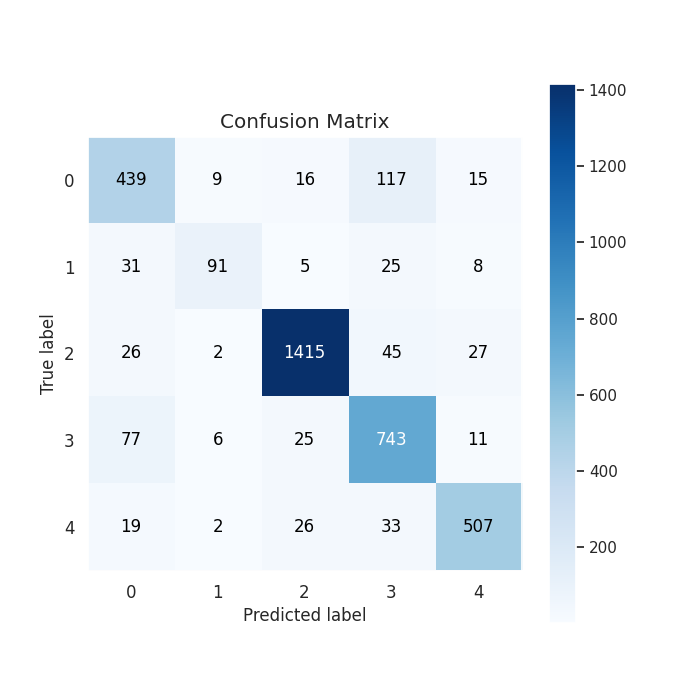 Confusion Matrix
0 439 9 16 117 15
1 31 91 5 25 8
2 26 2 1415 45 27
3 77 6 25 743 11
4 19 2 26 33 507
0 1 2 3 4
Predicted label
True label
1400
1200
1000
800
600
400
200